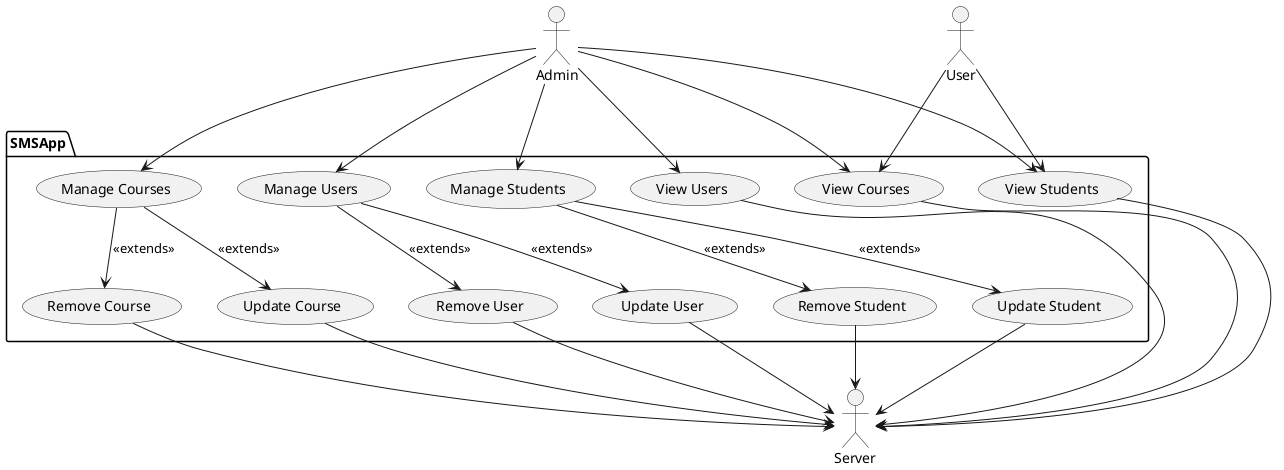 Admin
User
SMSApp
Manage Courses
Manage Users
Manage Students
View Users
View Courses
View Students
«extends»
«extends»
«extends»
«extends»
«extends»
«extends»
Remove Course
Update Course
Remove User
Update User
Remove Student
Update Student
Server